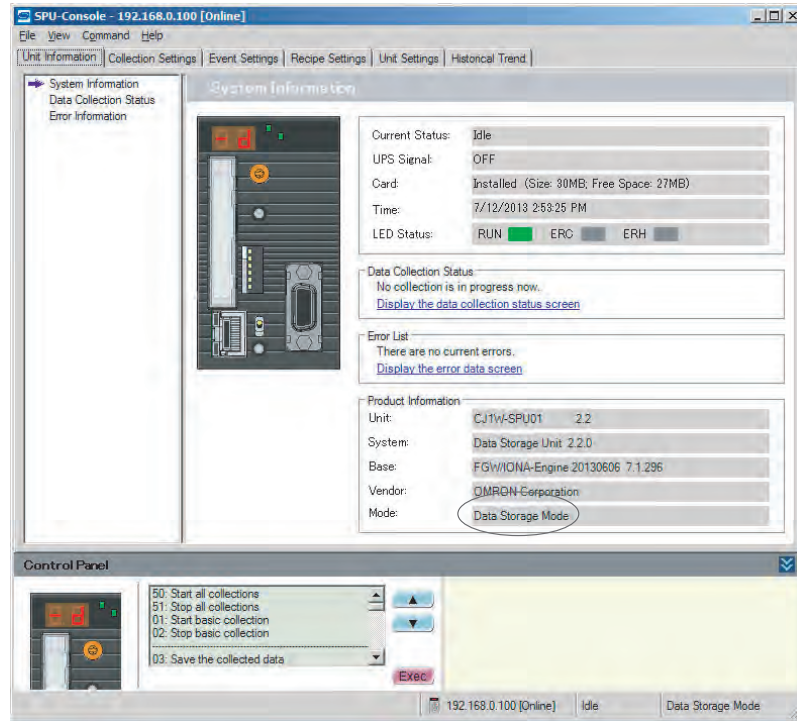 SPU-Console - 192.168.0.100 [Online]
File View Command Help
Unit Information Collection Settings Event Settings Recipe Settings Unit Settings Historical Trend
System Information
Data Collection Status
Error Information
System Information
Current Status: Idle
UPS Signal: OFF
Card: Installed (Size: 30MB; Free Space: 27MB)
Time: 7/12/2013 2:53:25 PM
LED Status: RUN ERC ERH
Data Collection Status
No collection is in progress now.
Display the data collection status screen
Error List
There are no current errors.
Display the error data screen
Product Information
Unit: CJ1W-SPU01 2.2
System: Data Storage Unit 2.2.0
Base: FGW/IONA-Engine 20130606 7.1.296
Vendor: OMRON Corporation
Mode: Data Storage Mode
Control Panel
50: Start all collections
51: Stop all collections
01: Start basic collection
02: Stop basic collection
03: Save the collected data
Exec
192.168.0.100 [Online] Idle Data Storage Mode